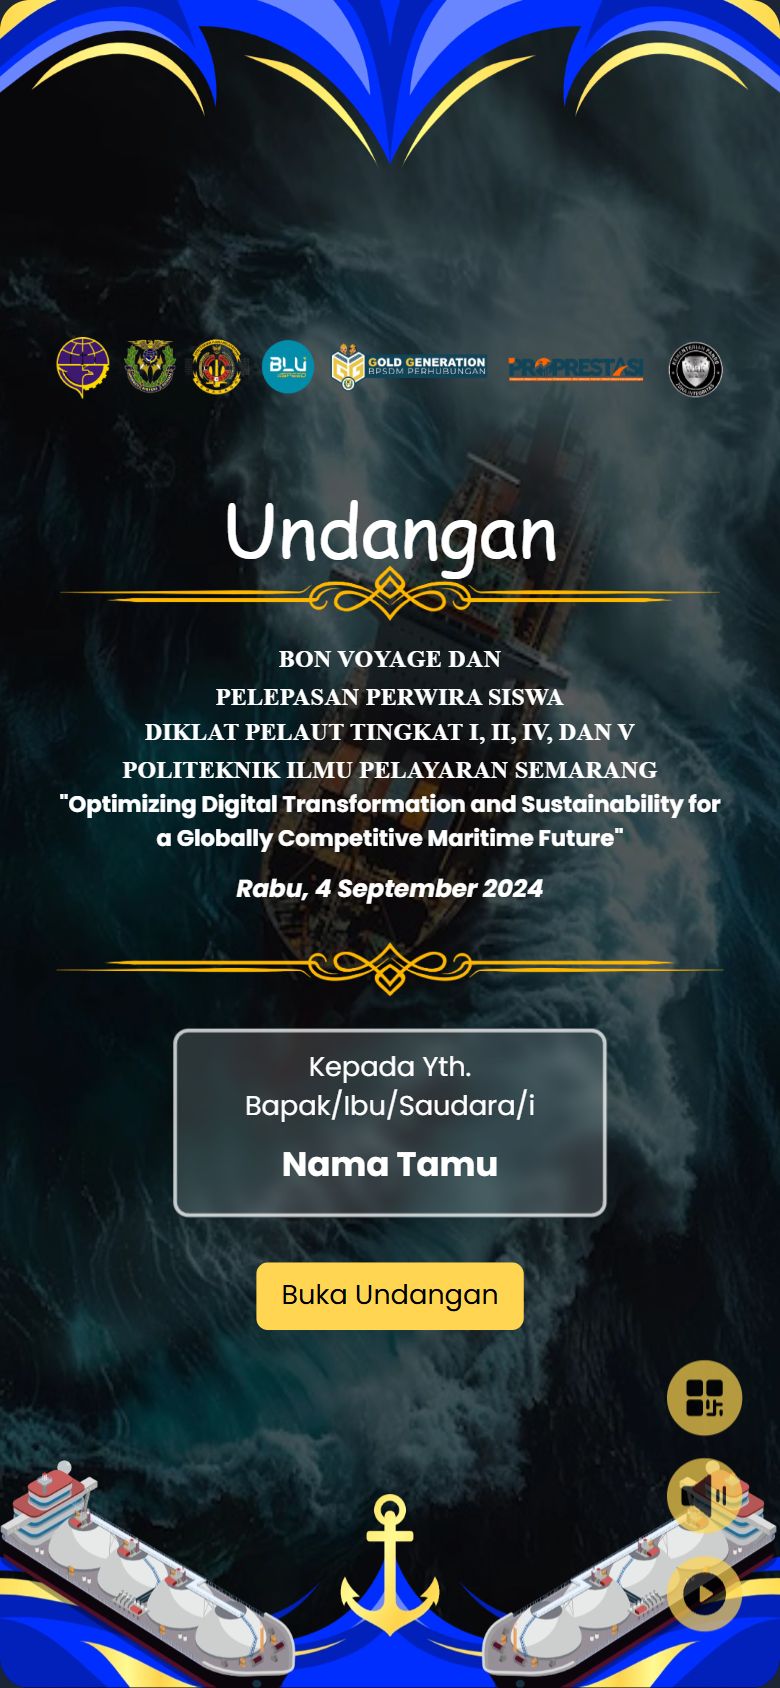 BLU
SPEED
GOLD GENERATION
BPSDM PERHUBUNGAN
PROPRESTASI
Undangan
BON VOYAGE DAN
PELEPASAN PERWIRA SISWA
DIKLAT PELAUT TINGKAT I, II, IV, DAN V
POLITEKNIK ILMU PELAYARAN SEMARANG
"Optimizing Digital Transformation and Sustainability for
a Globally Competitive Maritime Future"
Rabu, 4 September 2024
Kepada Yth.
Bapak/Ibu/Saudara/i
Nama Tamu
Buka Undangan